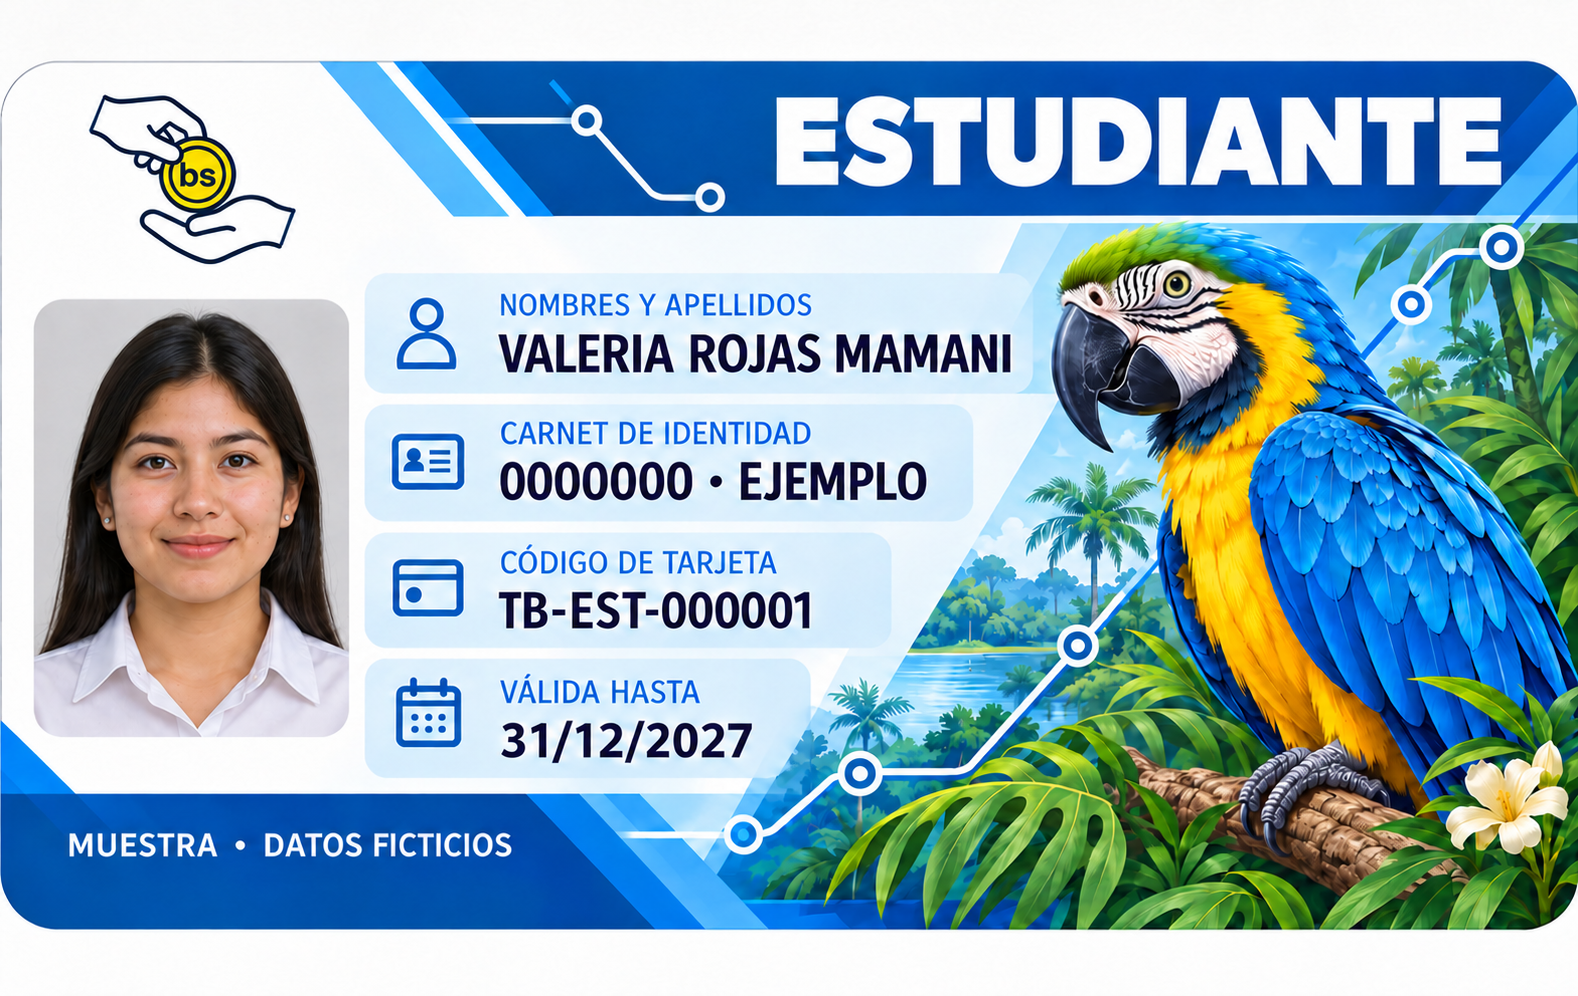 bs
ESTUDIANTE
NOMBRES Y APELLIDOS
VALERIA ROJAS MAMANI
CARNET DE IDENTIDAD
0000000 • EJEMPLO
CÓDIGO DE TARJETA
TB-EST-000001
VÁLIDA HASTA
31/12/2027
MUESTRA • DATOS FICTICIOS